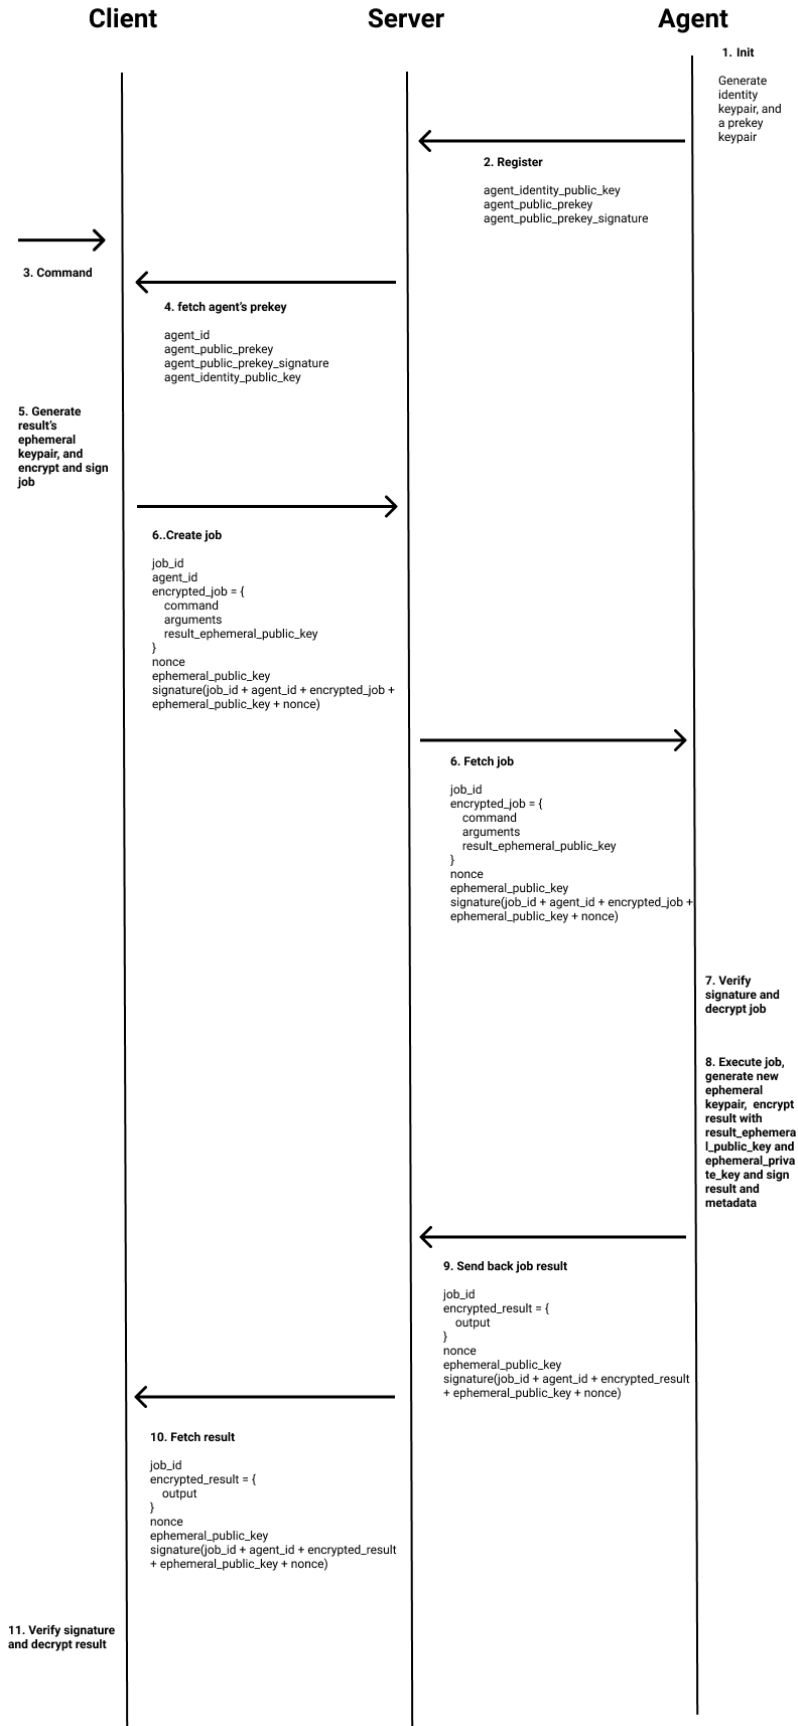 Client
Server
Agent
1. Init
Generate
identity
keypair, and
a prekey
keypair
2. Register
agent_identity_public_key
agent_public_prekey
agent_public_prekey_signature
3. Command
4. fetch agent's prekey
agent_id
agent_public_prekey
agent_public_prekey_signature
agent_identity_public_key
5. Generate
result's
ephemeral
keypair, and
encrypt and sign
job
6..Create job
job_id
agent_id
encrypted_job = {
command
arguments
result_ephemeral_public_key
}
nonce
ephemeral_public_key
signature(job_id + agent_id + encrypted_job +
ephemeral_public_key + nonce)
6. Fetch job
job_id
encrypted_job = {
command
arguments
result_ephemeral_public_key
}
nonce
ephemeral_public_key
signature(job_id + agent_id + encrypted_job +
ephemeral_public_key + nonce)
7. Verify
signature and
decrypt job
8. Execute job,
generate new
ephemeral
keypair, encrypt
result with
result_ephemera
l_public_key and
ephemeral_priva
te_key and sign
result and
metadata
9. Send back job result
job_id
encrypted_result = {
output
}
nonce
ephemeral_public_key
signature(job_id + agent_id + encrypted_result
+ ephemeral_public_key + nonce)
10. Fetch result
job_id
encrypted_result = {
output
}
nonce
ephemeral_public_key
signature(job_id + agent_id + encrypted_result
+ ephemeral_public_key + nonce)
11. Verify signature
and decrypt result